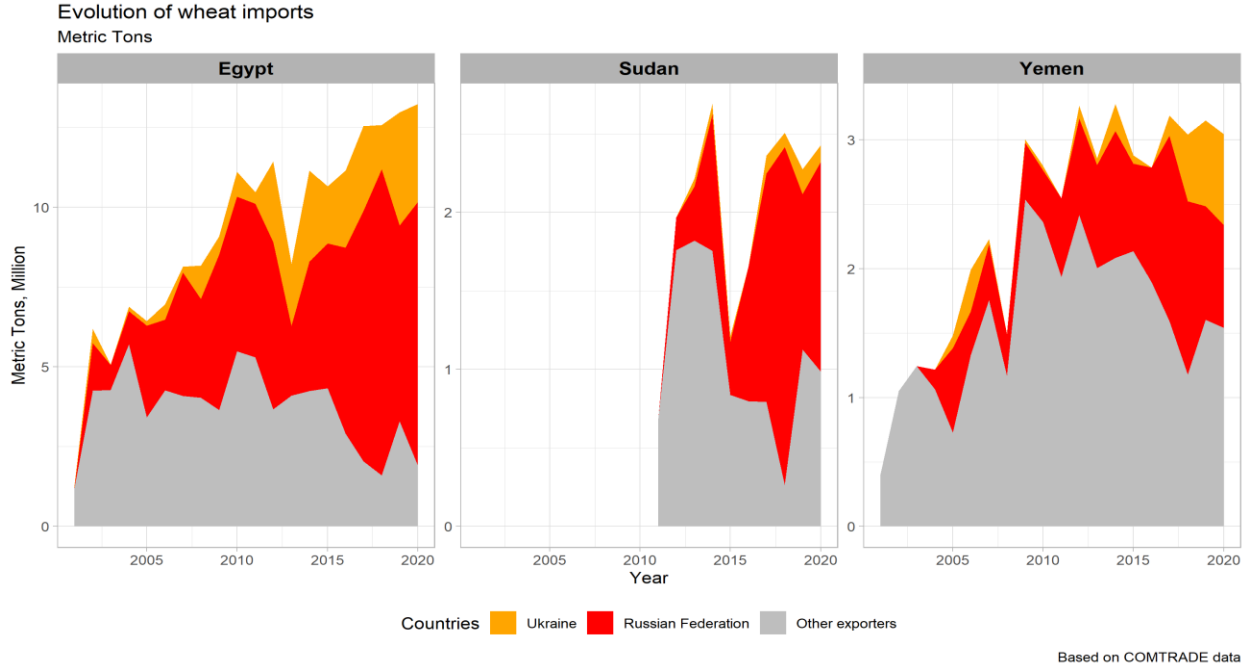 Evolution of wheat imports
Metric Tons
Egypt
Sudan
Yemen
Metric Tons, Million
10
5
0
2
1
0
3
2
1
0
2005
2010
2015
2020
2005
2010
2015
2020
2005
2010
2015
2020
Year
Countries
Ukraine
Russian Federation
Other exporters
Based on COMTRADE data